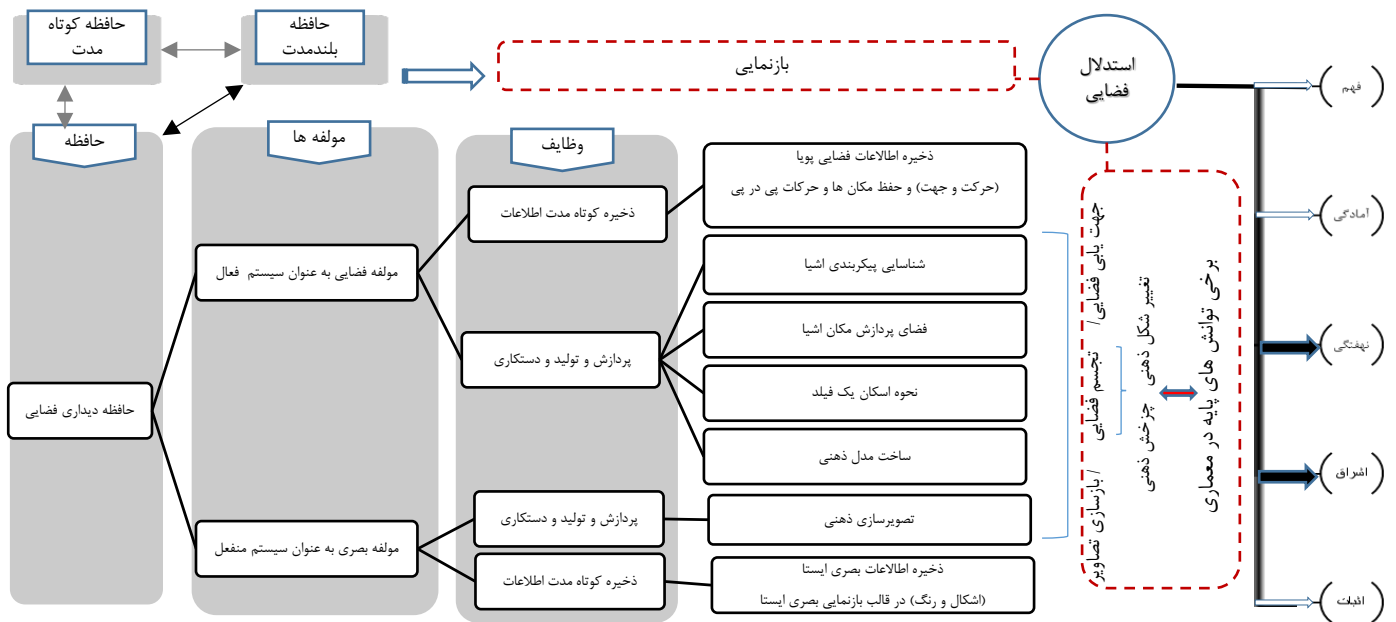 حافظه کوتاه
مدت
حافظه
بلندمدت
بازنمایی
استدلال
فضایی
حافظه
مولفه ها
وظایف
حافظه دیداری فضایی
مولفه فضایی به عنوان سیستم فعال
مولفه بصری به عنوان سیستم منفعل
ذخیره کوتاه مدت اطلاعات
پردازش و تولید و دستکاری
پردازش و تولید و دستکاری
ذخیره کوتاه مدت اطلاعات
ذخیره اطالاعات فضایی پویا
(حرکت و جهت) و حفظ مکان ها و حرکات پی در پی
شناسایی پیکربندی اشیا
فضای پردازش مکان اشیا
نحوه اسکان یک فیلد
ساخت مدل ذهنی
تصویرسازی ذهنی
ذخیره اطالاعات بصری ایستا
(اشکال و رنگ) در قالب بازنمایی بصری ایستا
جهت یابی فضایی/ تجسم فضایی / بازسازی تصاویر
تغییر شکل ذهنی
چزخش ذهنی
برخی توانش های پایه در معماری
(فهم)
(آمادگی)
(نهفتگی)
(اشراق)
(اثبات)